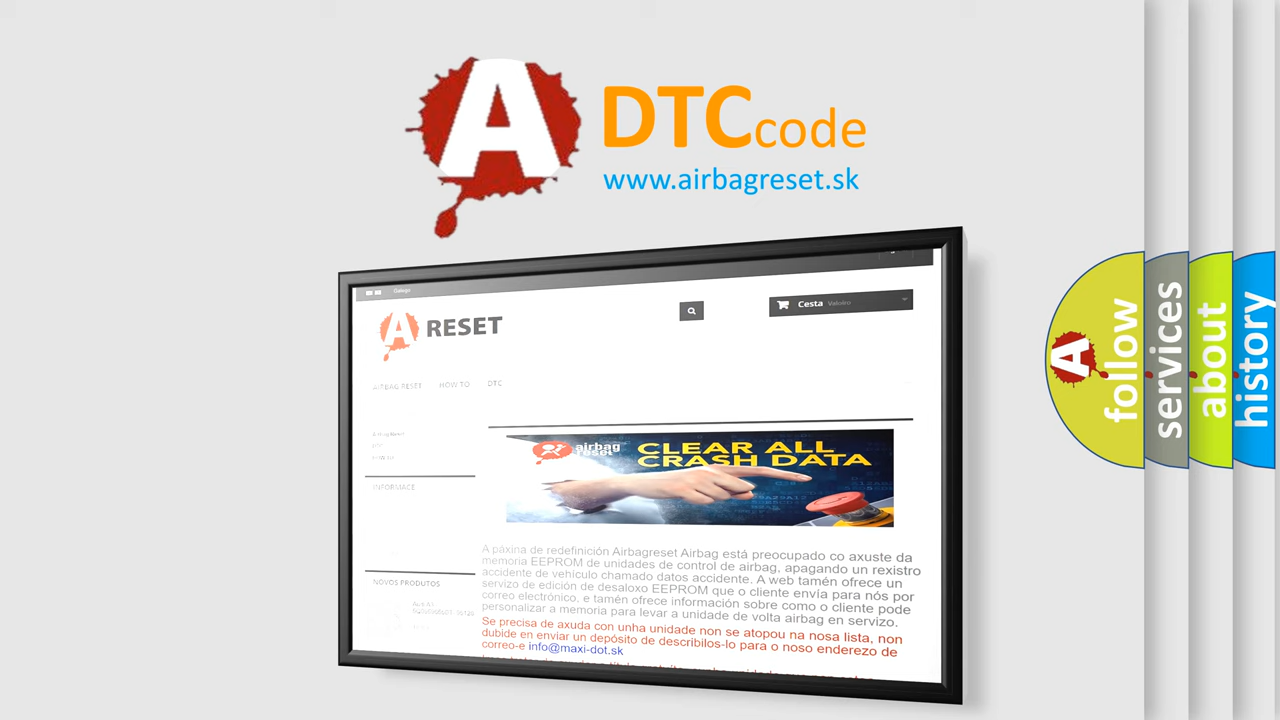 A
DTCcode
www.airbagreset.sk
Galego
A RESET
Cesta Valeiro
AIRBAG RESET HOW TO DTC
INFORMACE
CLEAR ALL
CRASH DATA
airbag
reset
A páxina de redefinición Airbagreset Airbag está preocupado co axuste da
memoria EEPROM de unidades de control de airbag, apagando un rexistro
accidente de vehículo chamado datos accidente. A web tamén ofrece un
servizo de edición de desaloxo EEPROM que o cliente envía para nós por
correo electrónico, e tamén ofrece información sobre como o cliente pode
personalizar a memoria para levar a unidade de volta airbag en servizo.
Se precisa de axuda con unha unidade non se atopou na nosa lista, non
dubide en enviar un depósito de describilos-lo para o noso enderezo de
correo-e info@maxi-dot.sk
NOVOS PRODUTOS
A
follow
services
about
history